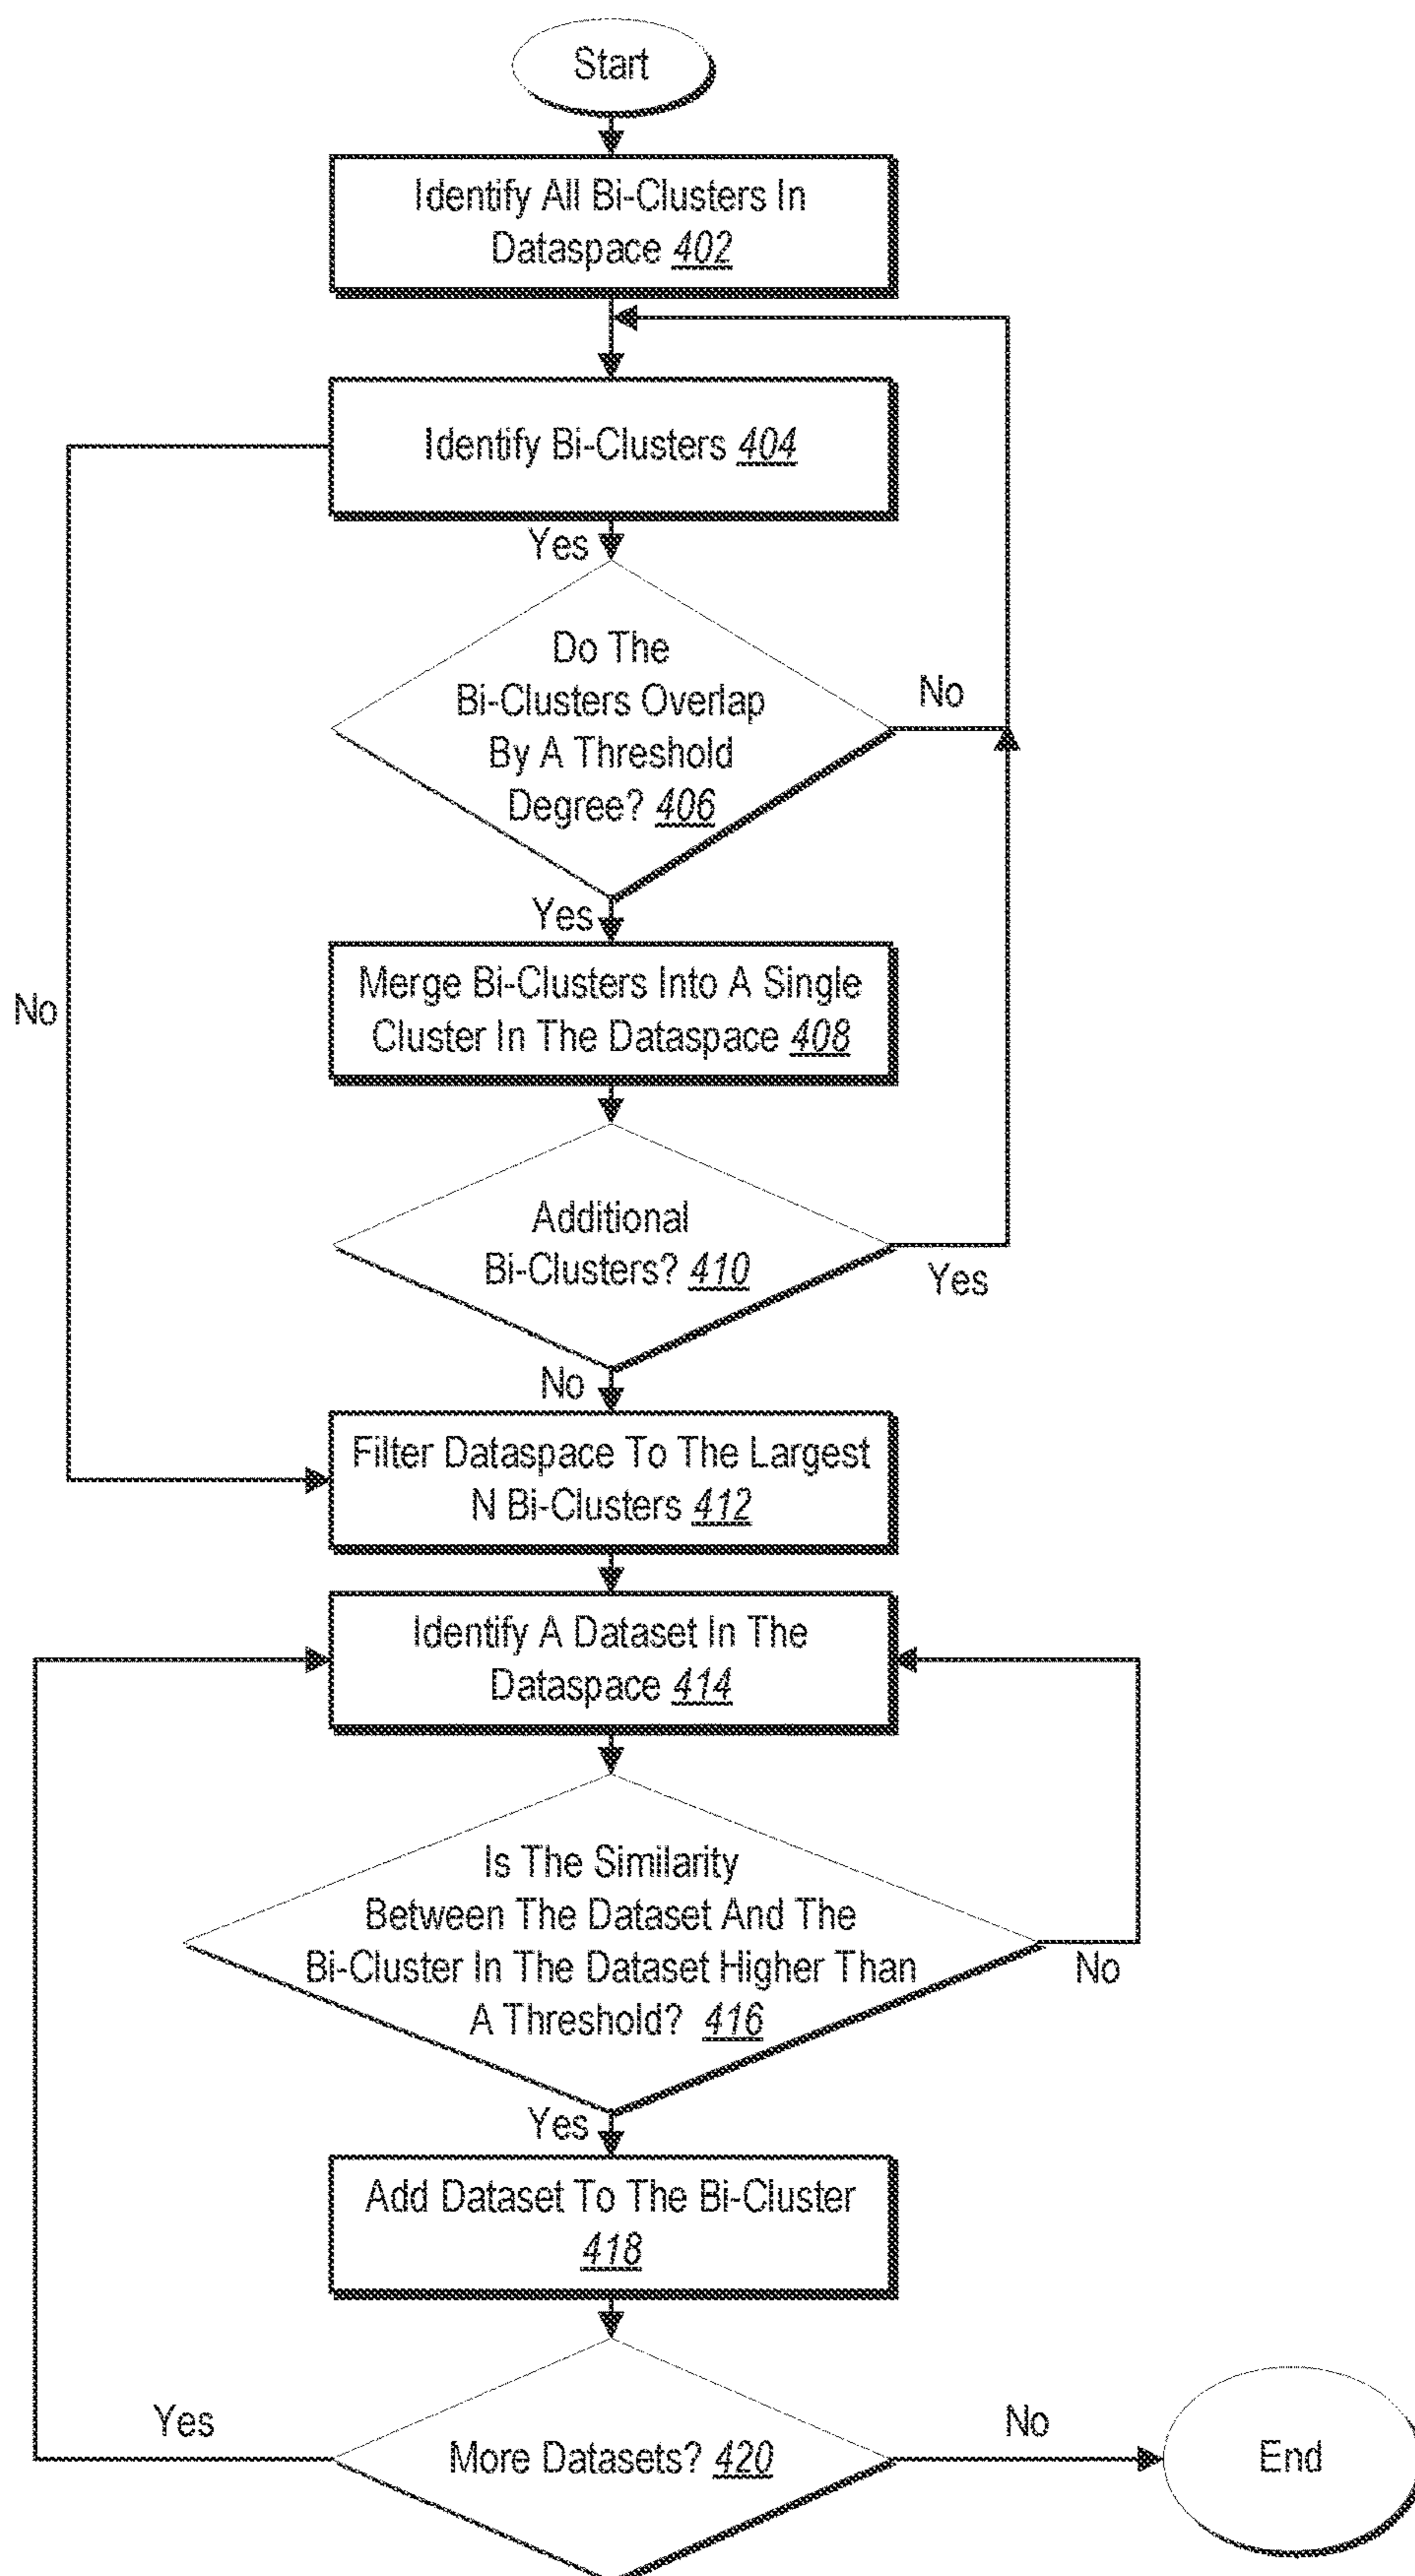 Start
Identify All Bi-Clusters In
Dataspace 402
Identify Bi-Clusters 404
Yes
Do The
Bi-Clusters Overlap
By A Threshold
Degree? 406
No
Yes
Merge Bi-Clusters Into A Single
Cluster In The Dataspace 408
No
Additional
Bi-Clusters? 410
Yes
No
Filter Dataspace To The Largest
N Bi-Clusters 412
Identify A Dataset In The
Dataspace 414
Is The Similarity
Between The Dataset And The
Bi-Cluster In The Dataset Higher Than
A Threshold? 416
No
Yes
Add Dataset To The Bi-Cluster
418
Yes
More Datasets? 420
No
End